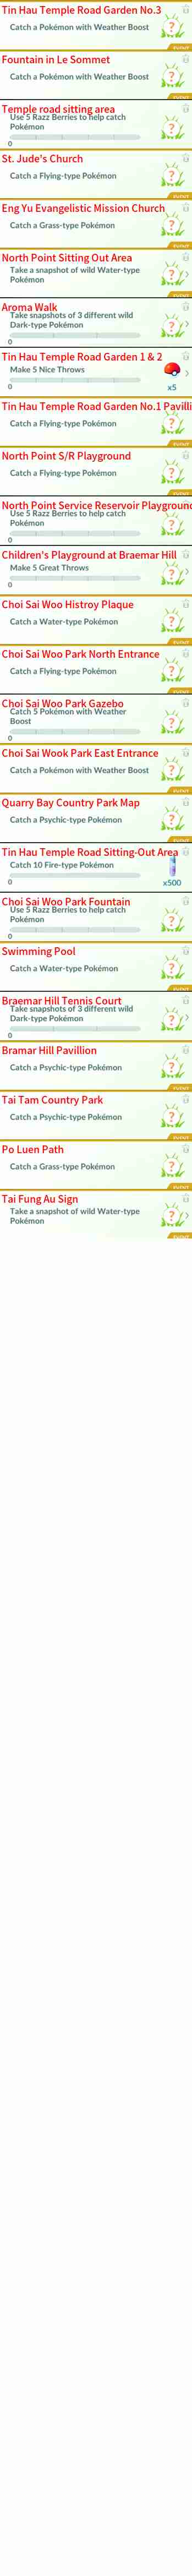 Tin Hau Temple Road Garden No.3
Catch a Pokémon with Weather Boost
EVENT
Fountain in Le Sommet
Catch a Pokémon with Weather Boost
EVENT
Temple road sitting area
Use 5 Razz Berries to help catch
Pokémon
0
St. Jude's Church
Catch a Flying-type Pokémon
EVENT
Eng Yu Evangelistic Mission Church
Catch a Grass-type Pokémon
EVENT
North Point Sitting Out Area
Take a snapshot of wild Water-type
Pokémon
EVENT
Aroma Walk
Take snapshots of 3 different wild
Dark-type Pokémon
0
Tin Hau Temple Road Garden 1 & 2
Make 5 Nice Throws
0
x5
Tin Hau Temple Road Garden No.1 Pavilli
Catch a Flying-type Pokémon
EVENT
North Point S/R Playground
Catch a Flying-type Pokémon
EVENT
North Point Service Reservoir Playground
Use 5 Razz Berries to help catch
Pokémon
0
Children's Playground at Braemar Hill
Make 5 Great Throws
0
Choi Sai Woo Histroy Plaque
Catch a Water-type Pokémon
EVENT
Choi Sai Woo Park North Entrance
Catch a Flying-type Pokémon
EVENT
Choi Sai Woo Park Gazebo
Catch 5 Pokémon with Weather
Boost
0
Choi Sai Wook Park East Entrance
Catch a Pokémon with Weather Boost
EVENT
Quarry Bay Country Park Map
Catch a Psychic-type Pokémon
EVENT
Tin Hau Temple Road Sitting-Out Area
Catch 10 Fire-type Pokémon
0
x500
Choi Sai Woo Park Fountain
Use 5 Razz Berries to help catch
Pokémon
0
Swimming Pool
Catch a Water-type Pokémon
EVENT
Braemar Hill Tennis Court
Take snapshots of 3 different wild
Dark-type Pokémon
0
Bramar Hill Pavillion
Catch a Psychic-type Pokémon
EVENT
Tai Tam Country Park
Catch a Psychic-type Pokémon
EVENT
Po Luen Path
Catch a Grass-type Pokémon
EVENT
Tai Fung Au Sign
Take a snapshot of wild Water-type
Pokémon
EVENT